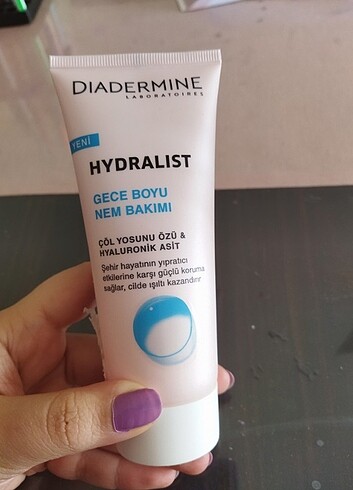 DIADERMINE
LABORATOIRES
YENİ
HYDRALIST
GECE BOYU
NEM BAKIMI
ÇÖL YOSUNU ÖZÜ &
HYALURONİK ASİT
Şehir hayatının yıpratıcı
etkilerine karşı güçlü koruma
sağlar, cilde ışıltı kazandırır